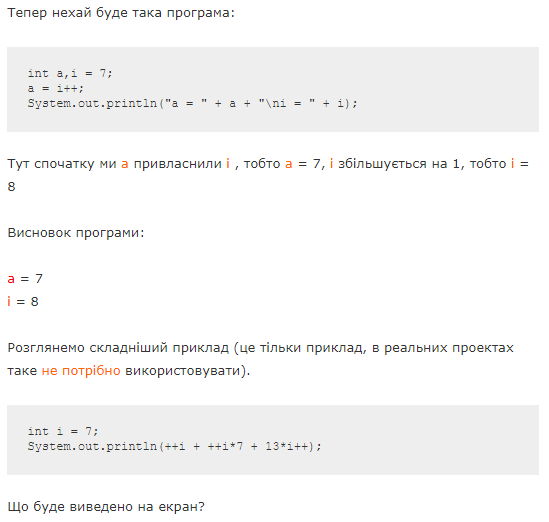 Тепер нехай буде така програма:
int a,i = 7;
a = i++;
System.out.println("a = " + a + "\ni = " + i);
Тут спочатку ми a привласнили i , тобто a = 7, i збільшується на 1, тобто i =
8
Висновок програми:
a = 7
i = 8
Розглянемо складніший приклад (це тільки приклад, в реальних проектах
таке не потрібно використовувати).
int i = 7;
System.out.println(++i + ++i*7 + 13*i++);
Що буде виведено на екран?